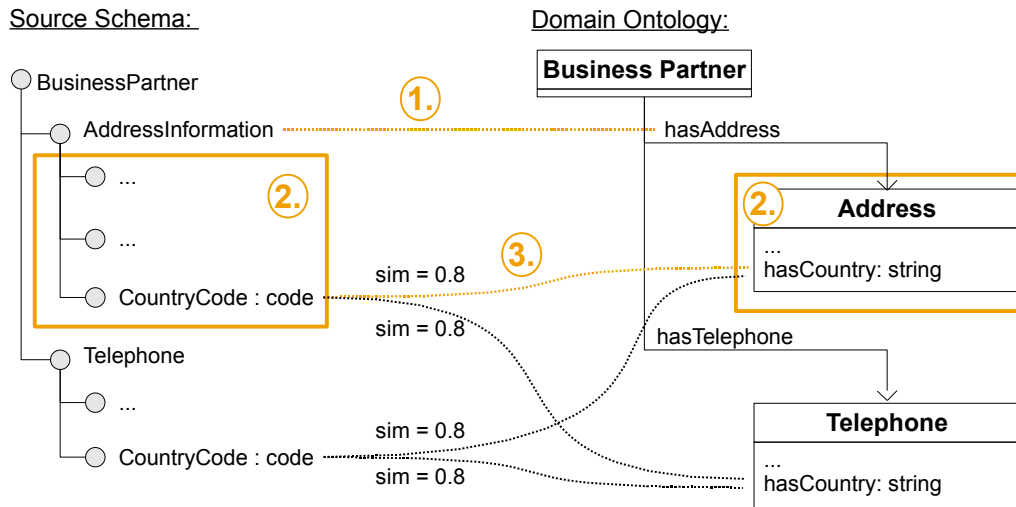 Source Schema:
Domain Ontology:
BusinessPartner
Business Partner
1.
AddressInformation
hasAddress
...
2.
2.
Address
...
...
3.
hasCountry: string
sim = 0.8
CountryCode : code
sim = 0.8
hasTelephone
Telephone
...
Telephone
sim = 0.8
CountryCode : code
...
sim = 0.8
hasCountry: string